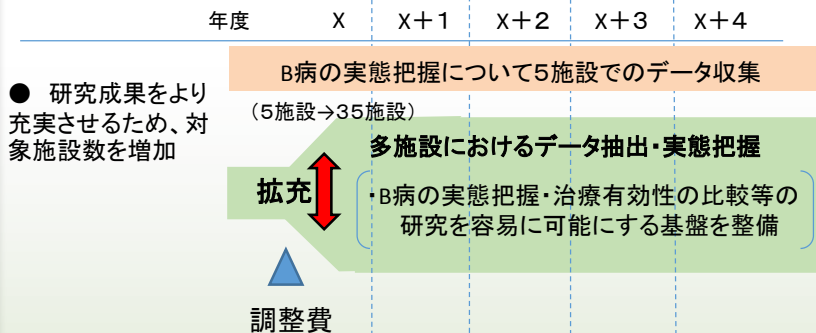 年度 X X+1 X+2 X+3 X+4
B病の実態把握について5施設でのデータ収集
● 研究成果をより
充実させるため、対
象施設数を増加
(5施設→35施設)
多施設におけるデータ抽出・実態把握
拡充
・B病の実態把握・治療有効性の比較等の
研究を容易に可能にする基盤を整備
調整費